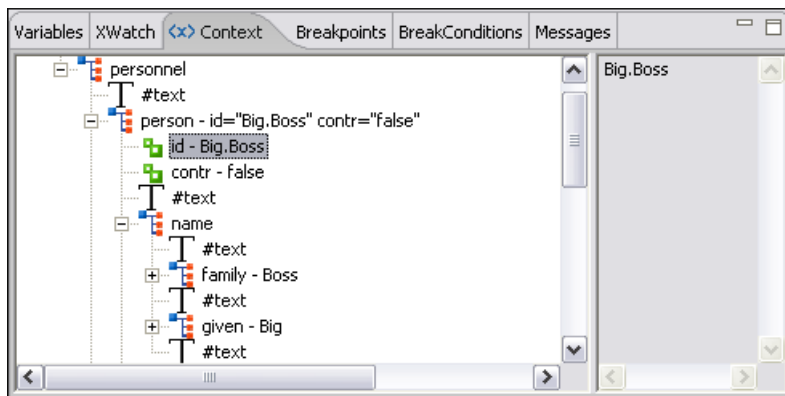 Variables XWatch <x> Context Breakpoints BreakConditions Messages
personnel
Big.Boss
#text
person - id="Big.Boss" contr="false"
id - Big.Boss
contr - false
#text
name
#text
family - Boss
#text
given - Big
#text